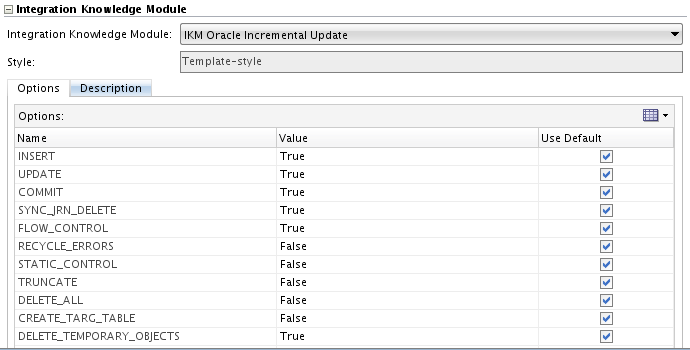 Integration Knowledge Module
Integration Knowledge Module: IKM Oracle Incremental Update
Style: Template-style
Options Description
Options:
Name Value Use Default
INSERT True
UPDATE True
COMMIT True
SYNC_JRN_DELETE True
FLOW_CONTROL True
RECYCLE_ERRORS False
STATIC_CONTROL False
TRUNCATE False
DELETE_ALL False
CREATE_TARG_TABLE False
DELETE_TEMPORARY_OBJECTS True